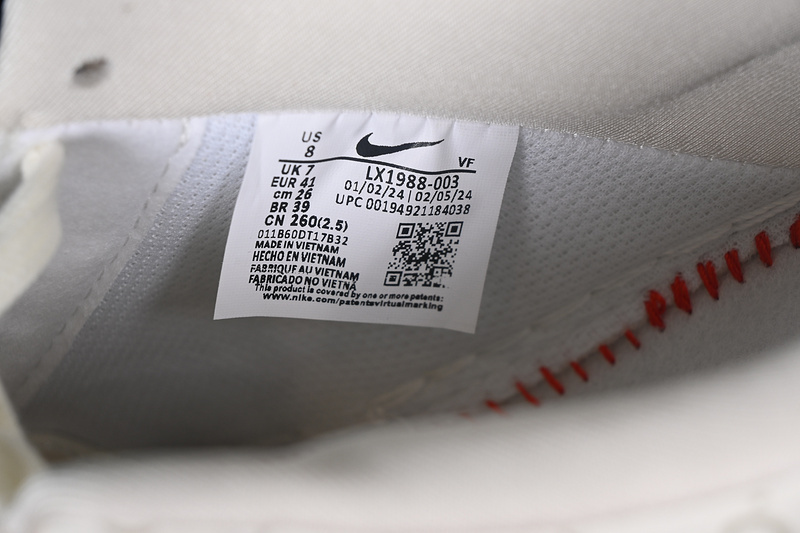 US
8
VF
UK 7
EUR 41
cm 26
BR 39
CN 260(2.5)
LX1988-003
01/02/24 | 02/05/24
UPC 00194921184038
011B60DT17B32
MADE IN VIETNAM
HECHO EN VIETNAM
FABRIQUÉ AU VIETNAM
FABRICADO NO VIETNÃ
This product is covered by one or more patents:
www.nike.com/patentsvirtualmarking